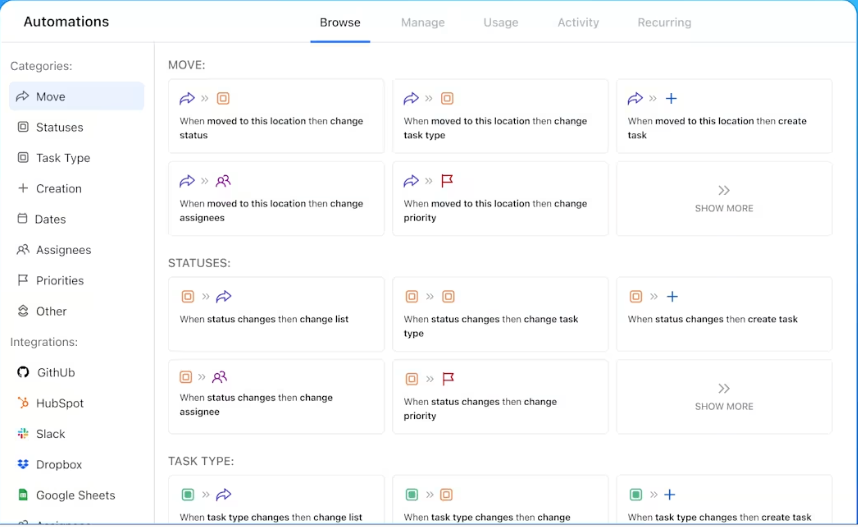 Automations
Browse
Manage
Usage
Activity
Recurring
Categories:
Move
Statuses
Task Type
Creation
Dates
Assignees
Priorities
Other
Integrations:
GithUb
HubSpot
Slack
Dropbox
Google Sheets
MOVE:
When moved to this location then change
status
When moved to this location then change
task type
When moved to this location then create
task
When moved to this location then change
assignees
When moved to this location then change
priority
SHOW MORE
STATUSES:
When status changes then change list
When status changes then change task
type
When status changes then create task
When status changes then change
assignee
When status changes then change
priority
SHOW MORE
TASK TYPE:
When task type changes then change list
When task type changes then change
When task type changes then create task